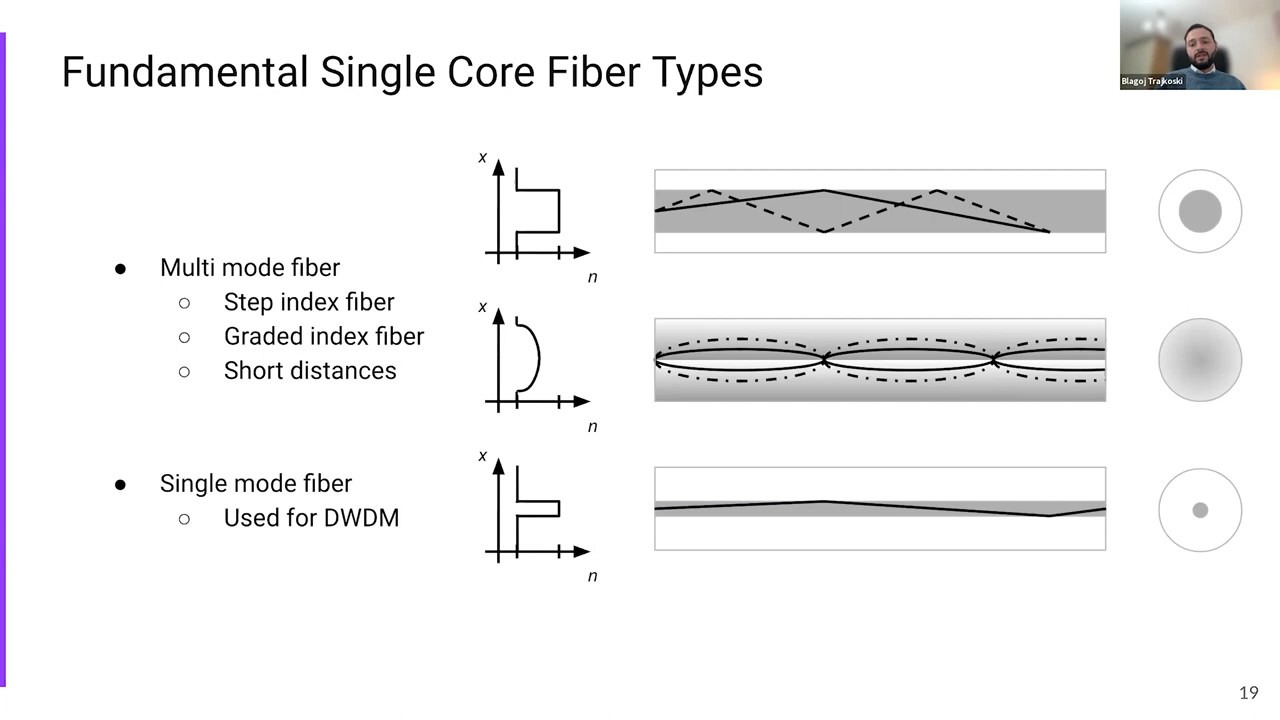 Fundamental Single Core Fiber Types
Blagoj Trajkoski
● Multi mode fiber
○ Step index fiber
○ Graded index fiber
○ Short distances
● Single mode fiber
○ Used for DWDM
x
n
x
n
x
n
19